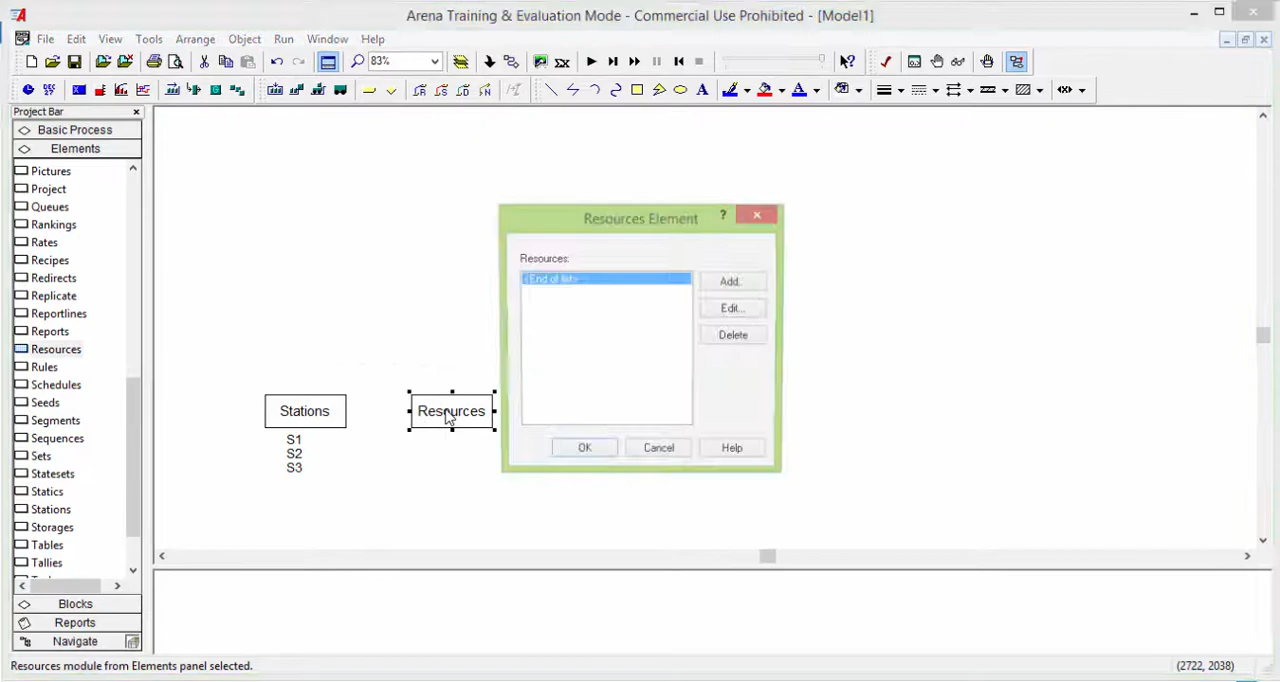 Arena Training & Evaluation Mode - Commercial Use Prohibited - [Model1]
File Edit View Tools Arrange Object Run Window Help
83%
Project Bar
Basic Process
Elements
Pictures
Project
Queues
Rankings
Rates
Recipes
Redirects
Replicate
Reportlines
Reports
Resources
Rules
Schedules
Seeds
Segments
Sequences
Sets
Statesets
Statics
Stations
Storages
Tables
Tallies
Blocks
Reports
Navigate
Stations
S1
S2
S3
Resources
Resources Element
?
Resources:
<End of list>
Add..
Edit...
Delete
OK Cancel Help
Resources module from Elements panel selected.
(2722, 2038)